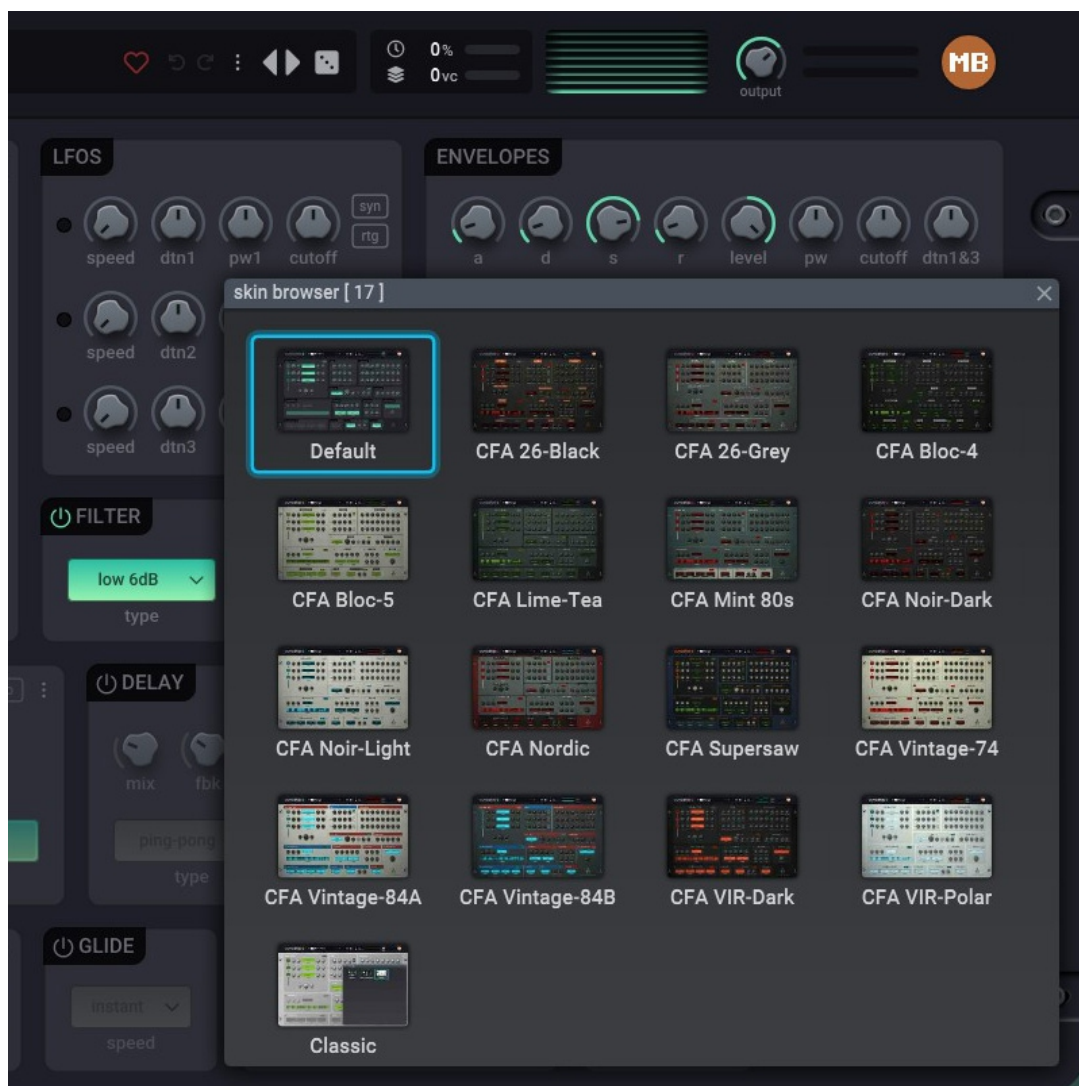 0%
0vc
output
MB
LFOS
ENVELOPES
syn
rtg
speed dtn1 pw1 cutoff
a d s r level pw cutoff dtn1&3
skin browser [ 17 ]
speed dtn2
speed dtn3
Default CFA 26-Black CFA 26-Grey CFA Bloc-4
FILTER
low 6dB
type
CFA Bloc-5 CFA Lime-Tea CFA Mint 80s CFA Noir-Dark
DELAY
mix fbk
ping-pong
type
CFA Noir-Light CFA Nordic CFA Supersaw CFA Vintage-74
CFA Vintage-84A CFA Vintage-84B CFA VIR-Dark CFA VIR-Polar
GLIDE
instant
speed
Classic